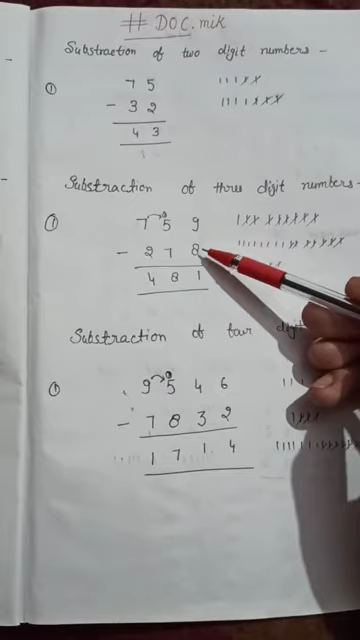 # DOC.mik
Substraction of two digit numbers -
① 7 5
- 3 2
4 3
Substraction of three digit numbers -
① 7 5 9
- 2 7 8
4 8 1
Substraction of four digit
① 9 5 4 6
- 7 8 3 2
1 7 1 4